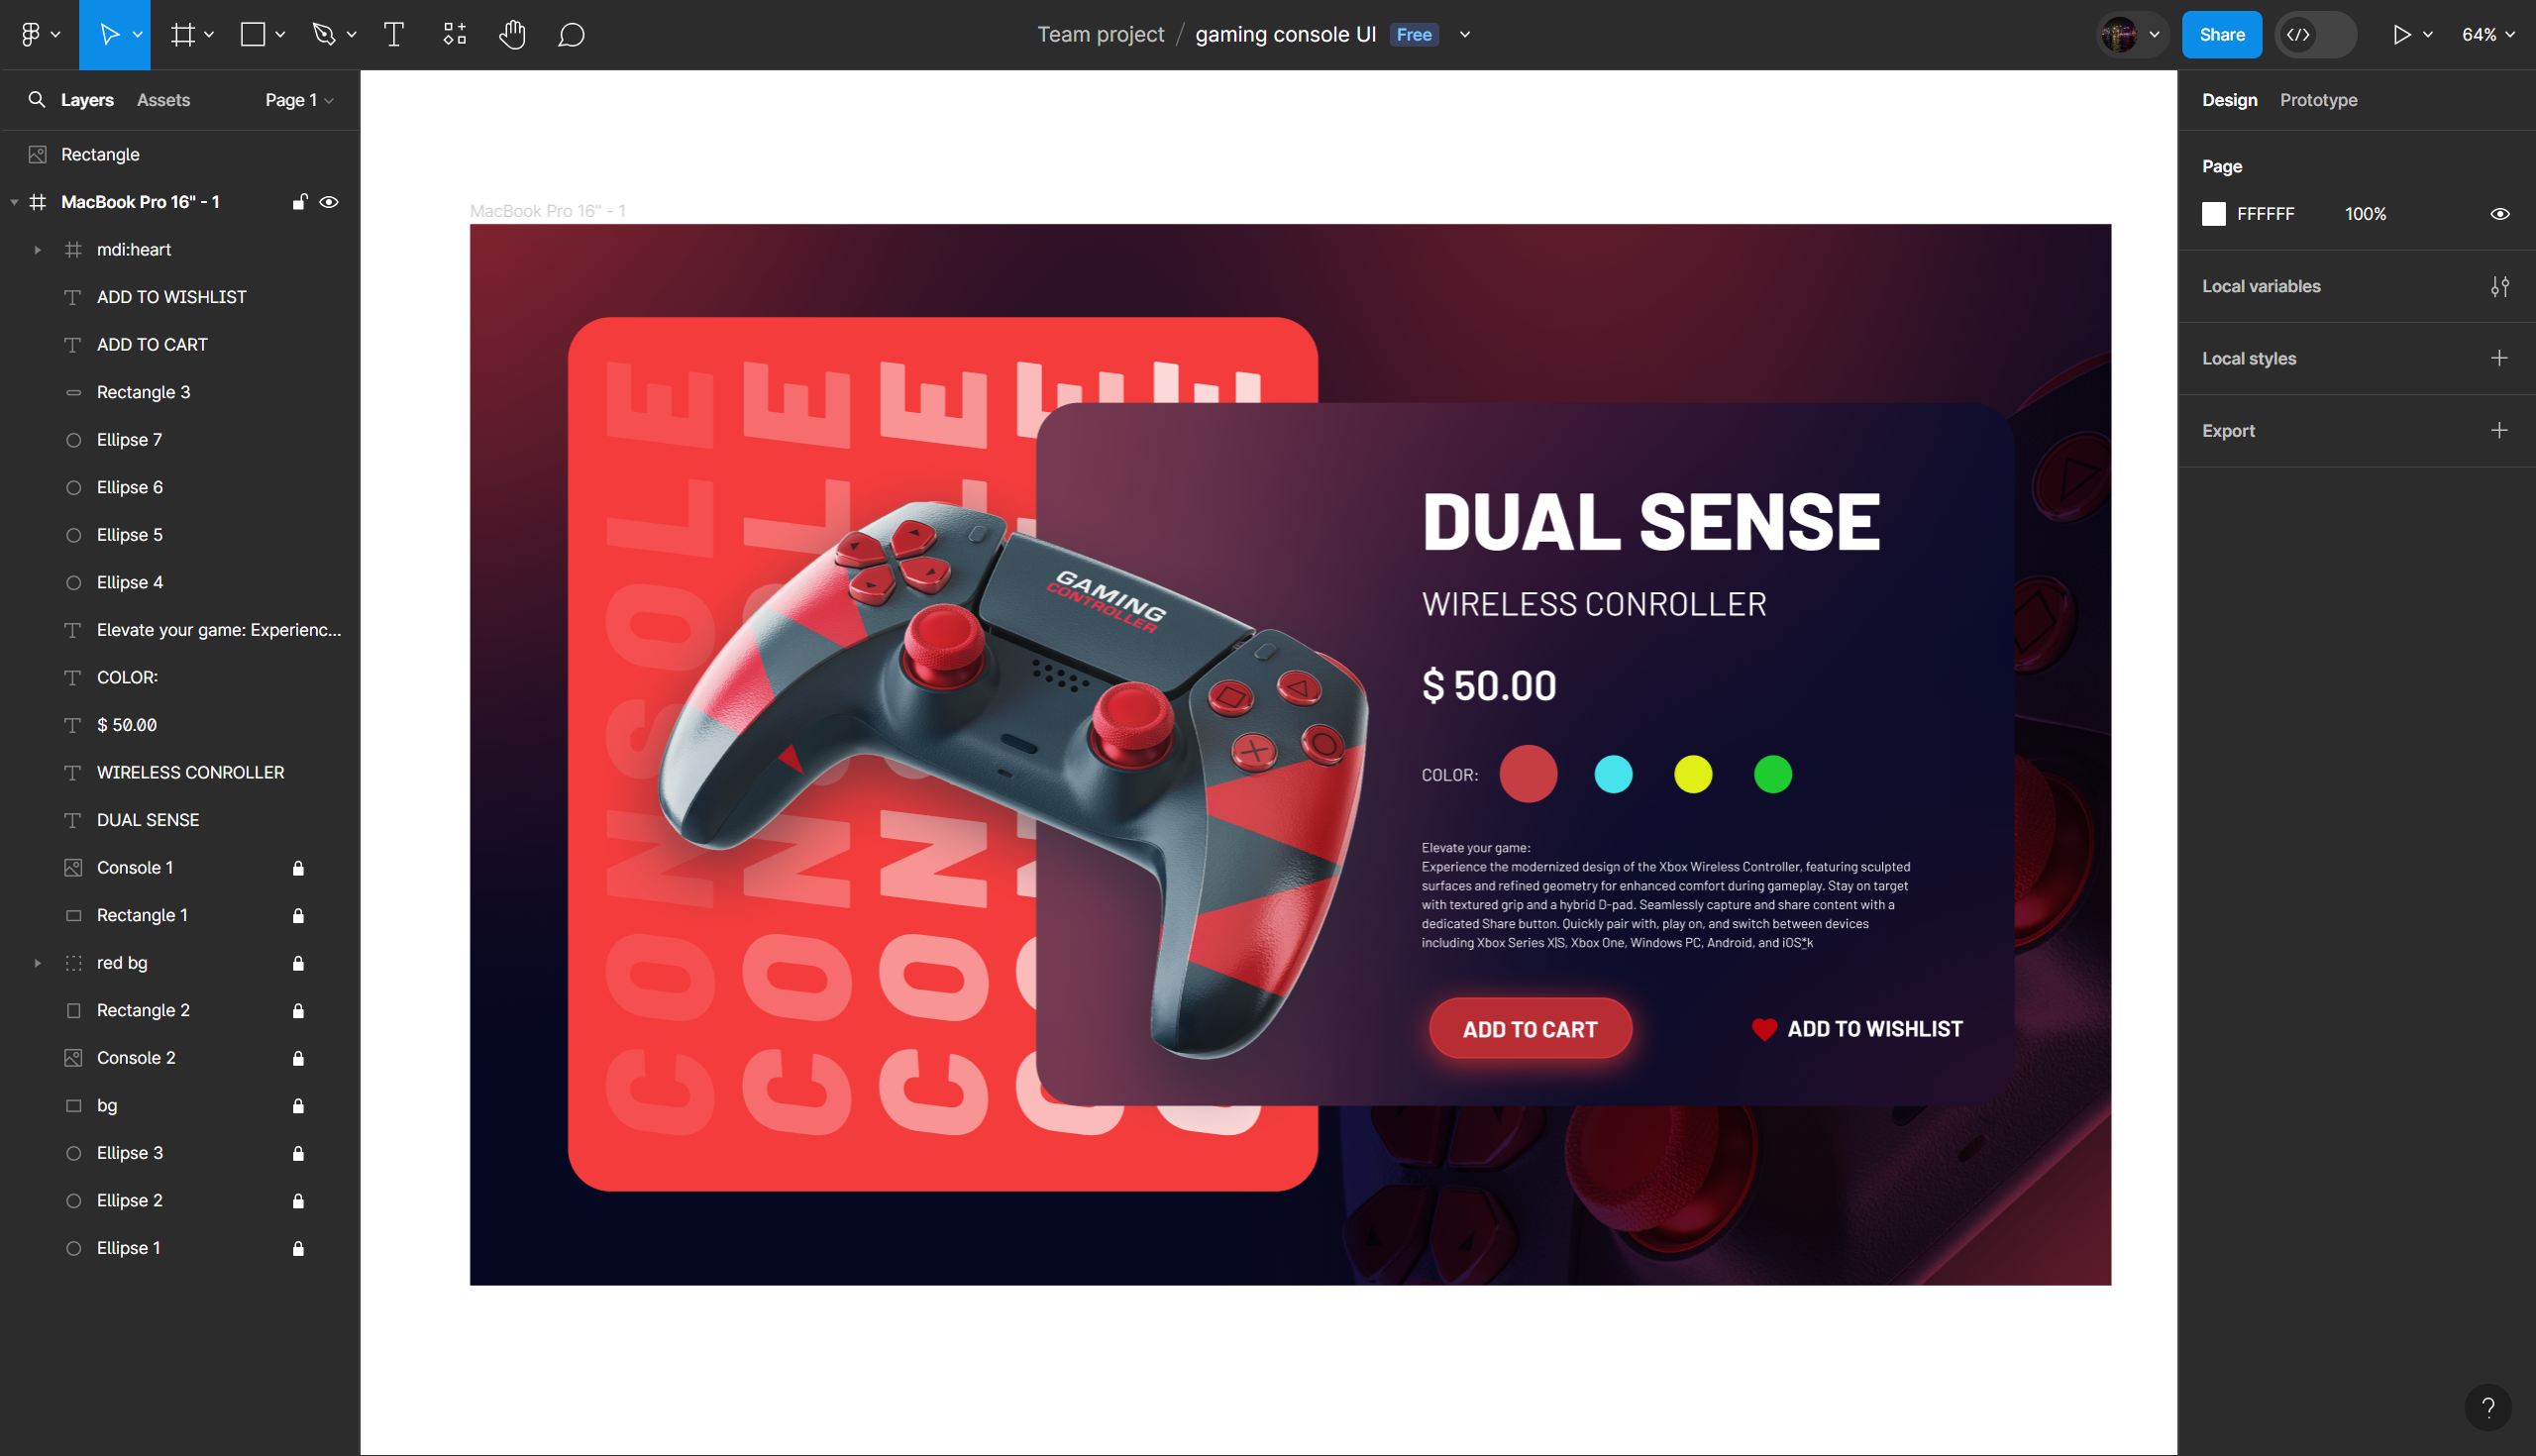 Team project / gaming console UI Free
Share
64%
Layers Assets Page 1
Rectangle
MacBook Pro 16" - 1
mdi:heart
ADD TO WISHLIST
ADD TO CART
Rectangle 3
Ellipse 7
Ellipse 6
Ellipse 5
Ellipse 4
Elevate your game: Experienc...
COLOR:
$ 50.00
WIRELESS CONROLLER
DUAL SENSE
Console 1
Rectangle 1
red bg
Rectangle 2
Console 2
bg
Ellipse 3
Ellipse 2
Ellipse 1
MacBook Pro 16" - 1
CONSOLE
CONSOLE
CONSOLE
GAMING
CONTROLLER
DUAL SENSE
WIRELESS CONROLLER
$ 50.00
COLOR:
Elevate your game:
Experience the modernized design of the Xbox Wireless Controller, featuring sculpted
surfaces and refined geometry for enhanced comfort during gameplay. Stay on target
with textured grip and a hybrid D-pad. Seamlessly capture and share content with a
dedicated Share button. Quickly pair with, play on, and switch between devices
including Xbox Series X|S, Xbox One, Windows PC, Android, and iOS*k
ADD TO CART
ADD TO WISHLIST
Design Prototype
Page
FFFFFF 100%
Local variables
Local styles
Export
?